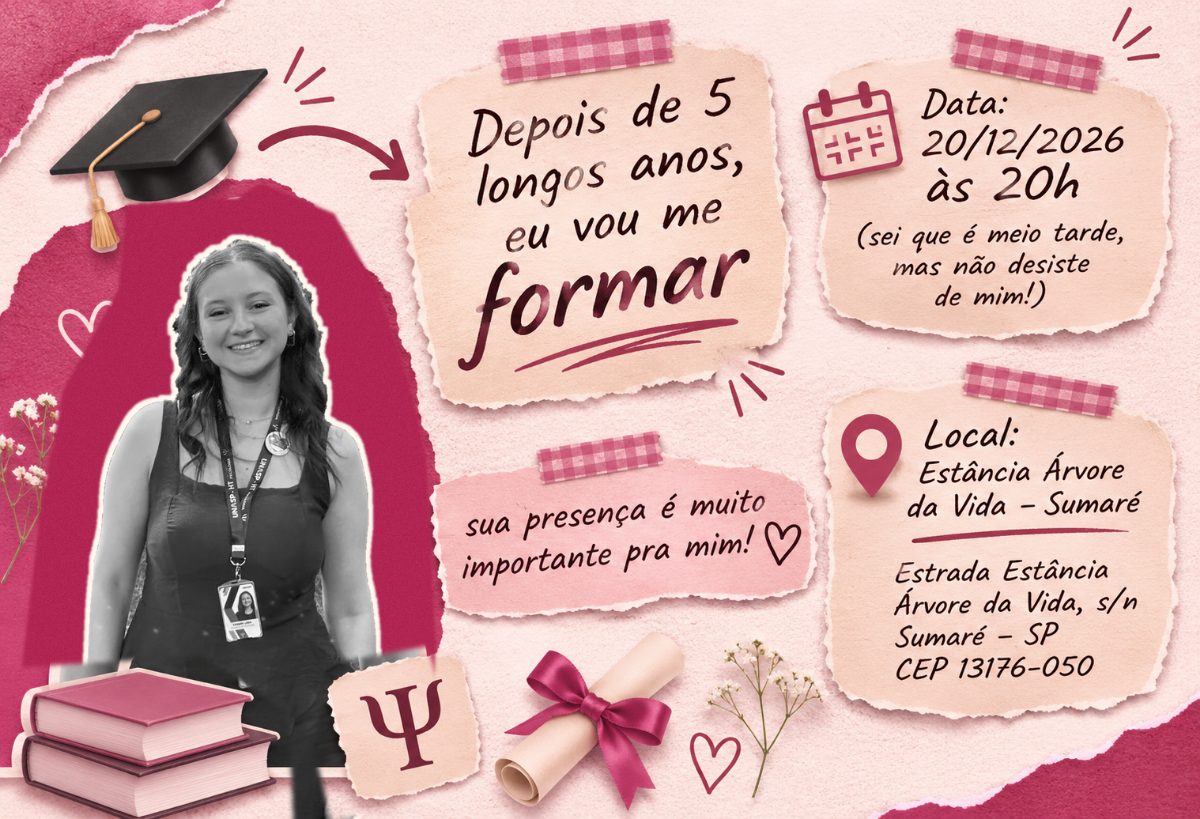 Depois de 5
longos anos,
eu vou me
formar
Data:
20/12/2026
às 20h
(sei que é meio tarde,
mas não desiste
de mim!)
sua presença é muito
importante pra mim!
Local:
Estância Árvore
da Vida – Sumaré
Estrada Estância
Árvore da Vida, s/n
Sumaré – SP
CEP 13176-050
UNASP-HT
Ψ